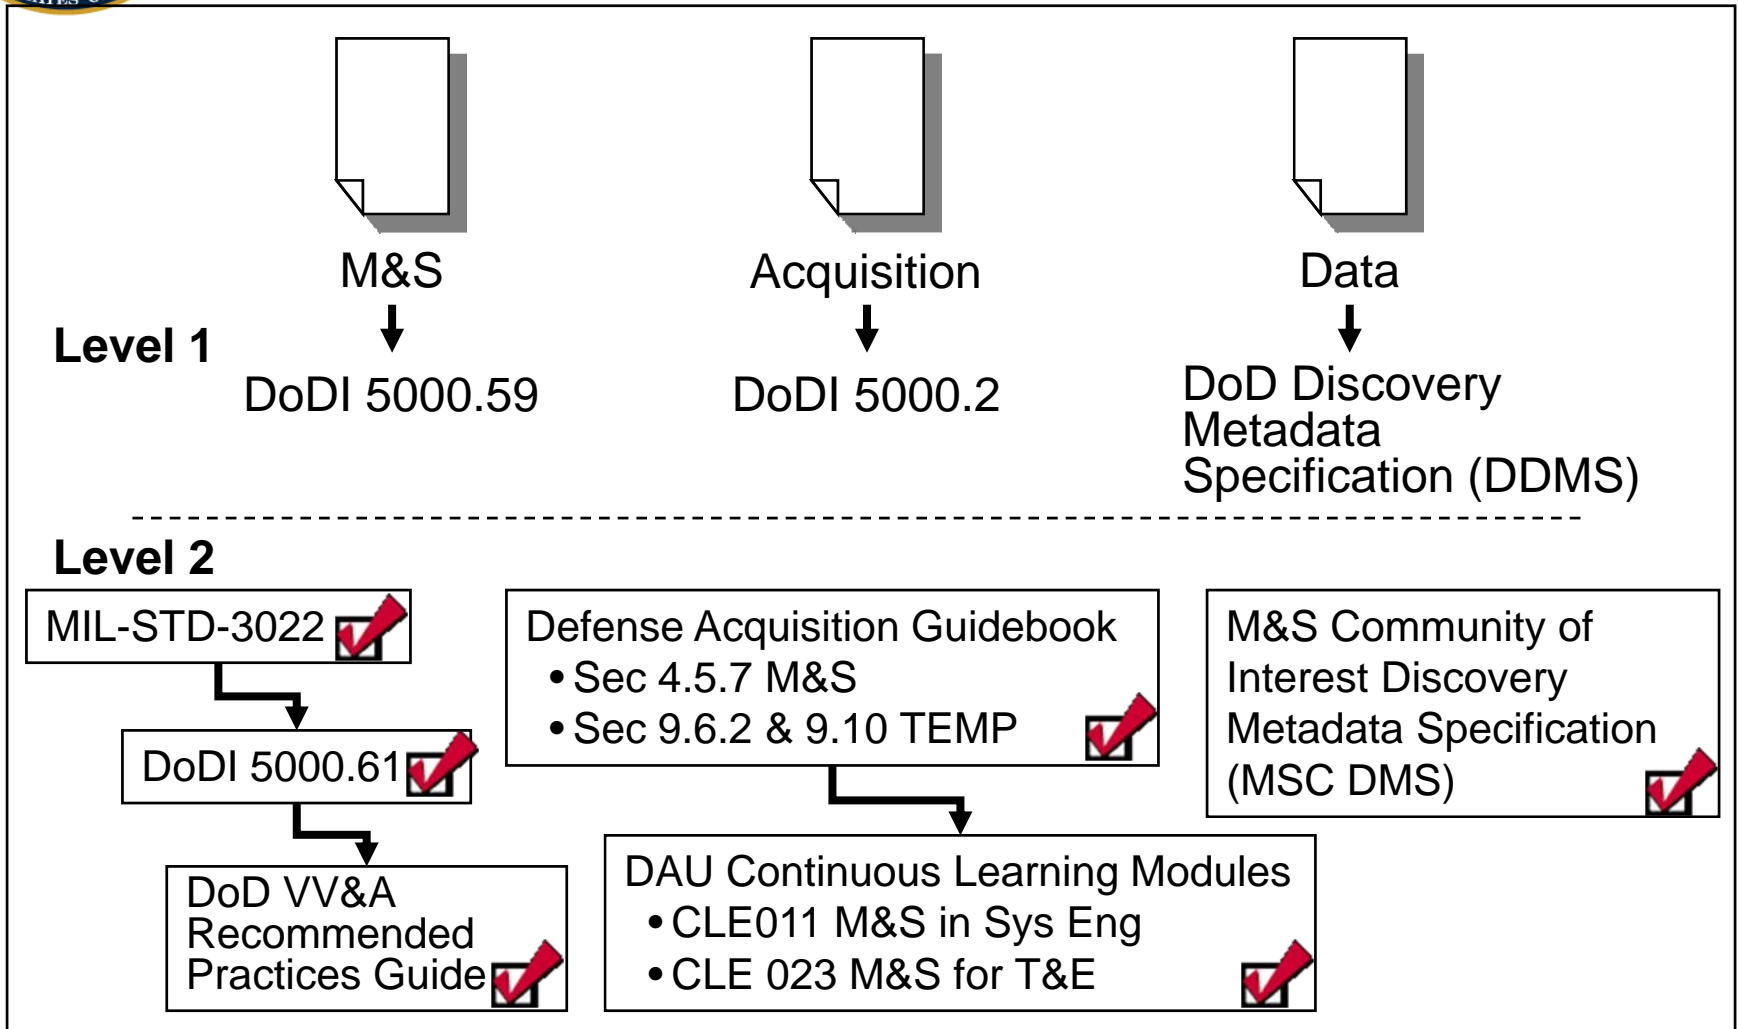 M&S
Acquisition
Data
Level 1
DoDI 5000.59
DoDI 5000.2
DoD Discovery
Metadata
Specification (DDMS)
Level 2
MIL-STD-3022
DoDI 5000.61
DoD VV&A
Recommended
Practices Guide
Defense Acquisition Guidebook
• Sec 4.5.7 M&S
• Sec 9.6.2 & 9.10 TEMP
DAU Continuous Learning Modules
• CLE011 M&S in Sys Eng
• CLE 023 M&S for T&E
M&S Community of
Interest Discovery
Metadata Specification
(MSC DMS)